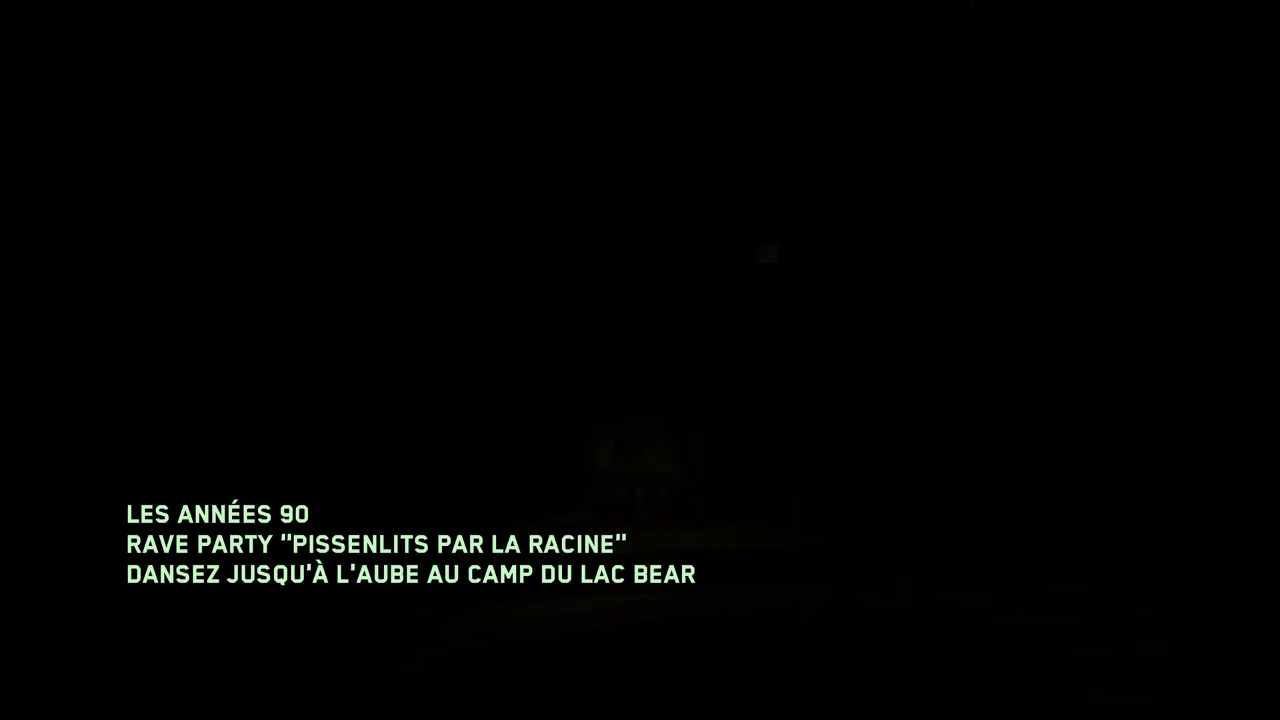 LES ANNÉES 90
RAVE PARTY "PISSENLITS PAR LA RACINE"
DANSEZ JUSQU'À L'AUBE AU CAMP DU LAC BEAR